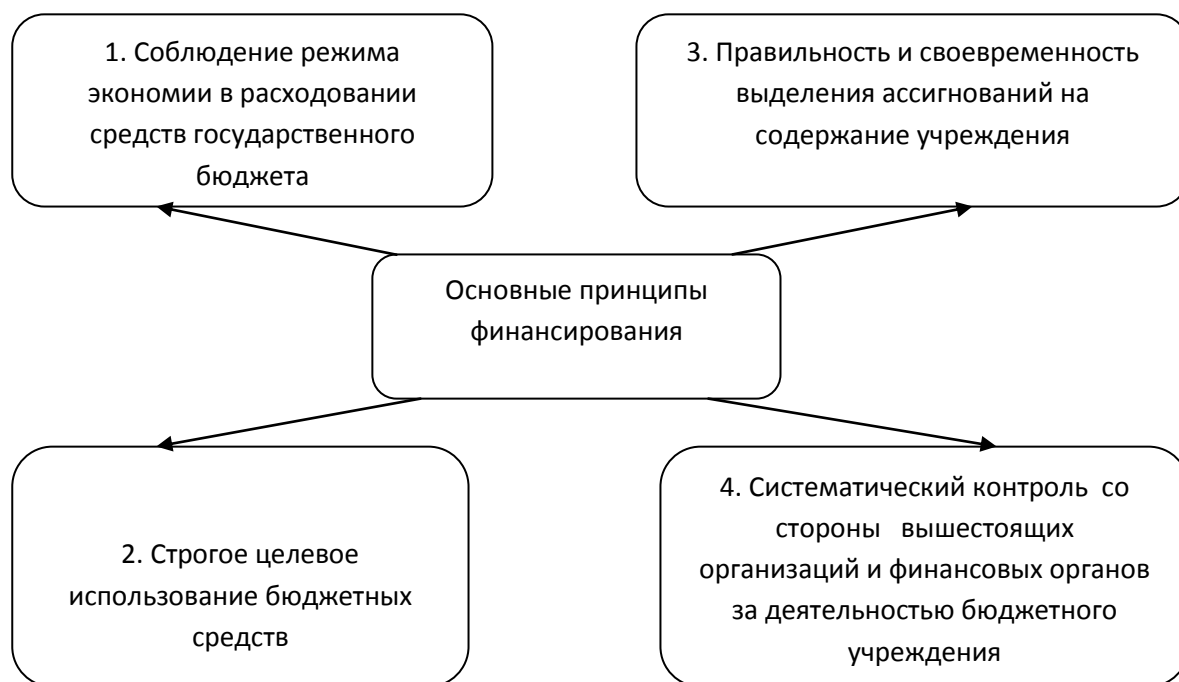 1. Соблюдение режима
экономии в расходовании
средств государственного
бюджета
3. Правильность и своевременность
выделения ассигнований на
содержание учреждения
Основные принципы
финансирования
2. Строгое целевое
использование бюджетных
средств
4. Систематический контроль со
стороны вышестоящих
организаций и финансовых органов
за деятельностью бюджетного
учреждения